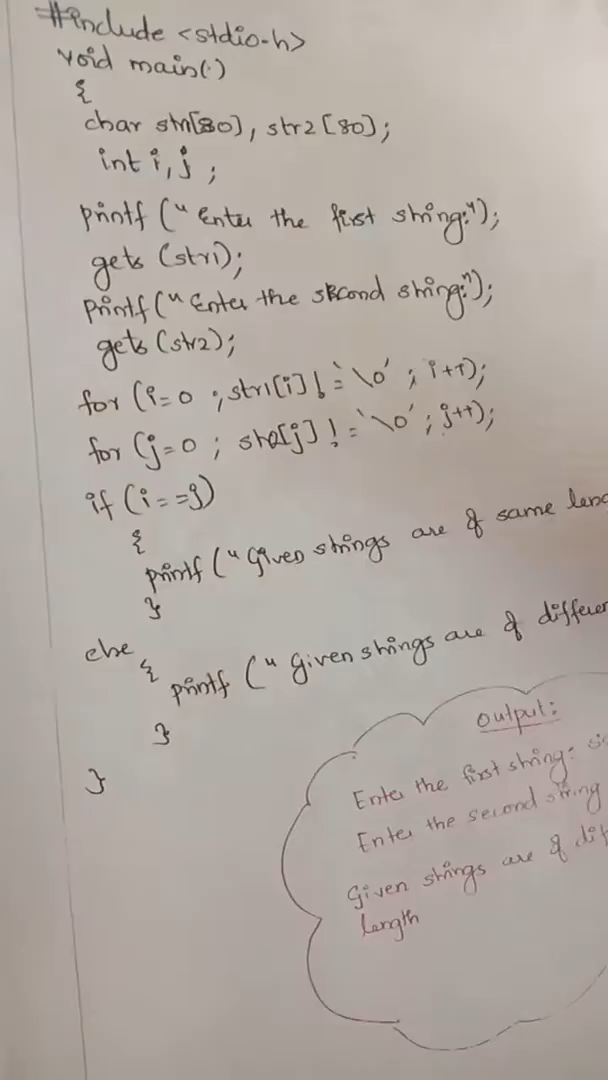 #include <stdio.h>
void main()
{
char str1[80], str2[80];
int i, j ;
printf ("Enter the first string:");
gets (str1);
printf("Enter the second string:");
gets (str2);
for (i=0 ; str1[i]!='\0' ; i++);
for (j=0 ; str2[j]!='\0' ; j++);
if (i==j)
{
printf ("Given strings are of same
}
else
{
printf ("Given strings are of
}
}
output:
Enter the first string:
Enter the second string
Given strings are of
length